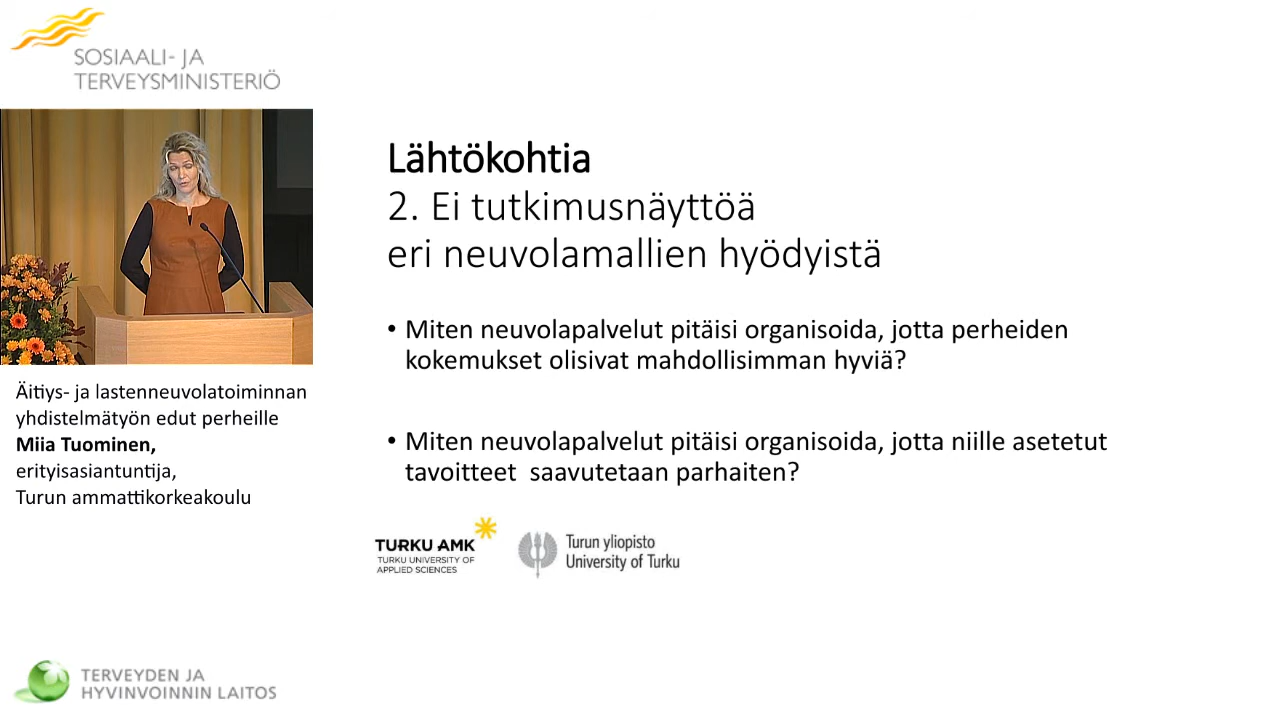 SOSIAALI- JA
TERVEYSMINISTERIÖ
Lähtökohtia
2. Ei tutkimusnäyttöä
eri neuvolamallien hyödyistä
• Miten neuvolapalvelut pitäisi organisoida, jotta perheiden
kokemukset olisivat mahdollisimman hyviä?
• Miten neuvolapalvelut pitäisi organisoida, jotta niille asetetut
tavoitteet saavutetaan parhaiten?
Äitiys- ja lastenneuvolatoiminnan
yhdistelmätyön edut perheille
Miia Tuominen,
erityisasiantuntija,
Turun ammattikorkeakoulu
TURKU AMK
TURKU UNIVERSITY OF
APPLIED SCIENCES
Turun yliopisto
University of Turku
TERVEYDEN JA
HYVINVOINNIN LAITOS